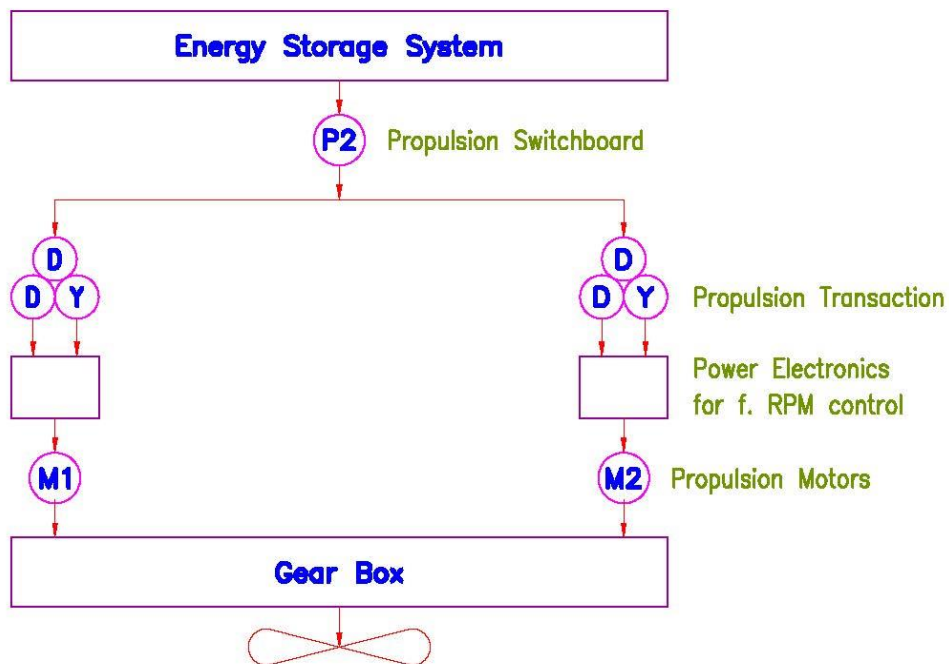 Energy Storage System
P2 Propulsion Switchboard
D D
D Y D Y Propulsion Transaction
Power Electronics
for f. RPM control
M1 M2 Propulsion Motors
Gear Box